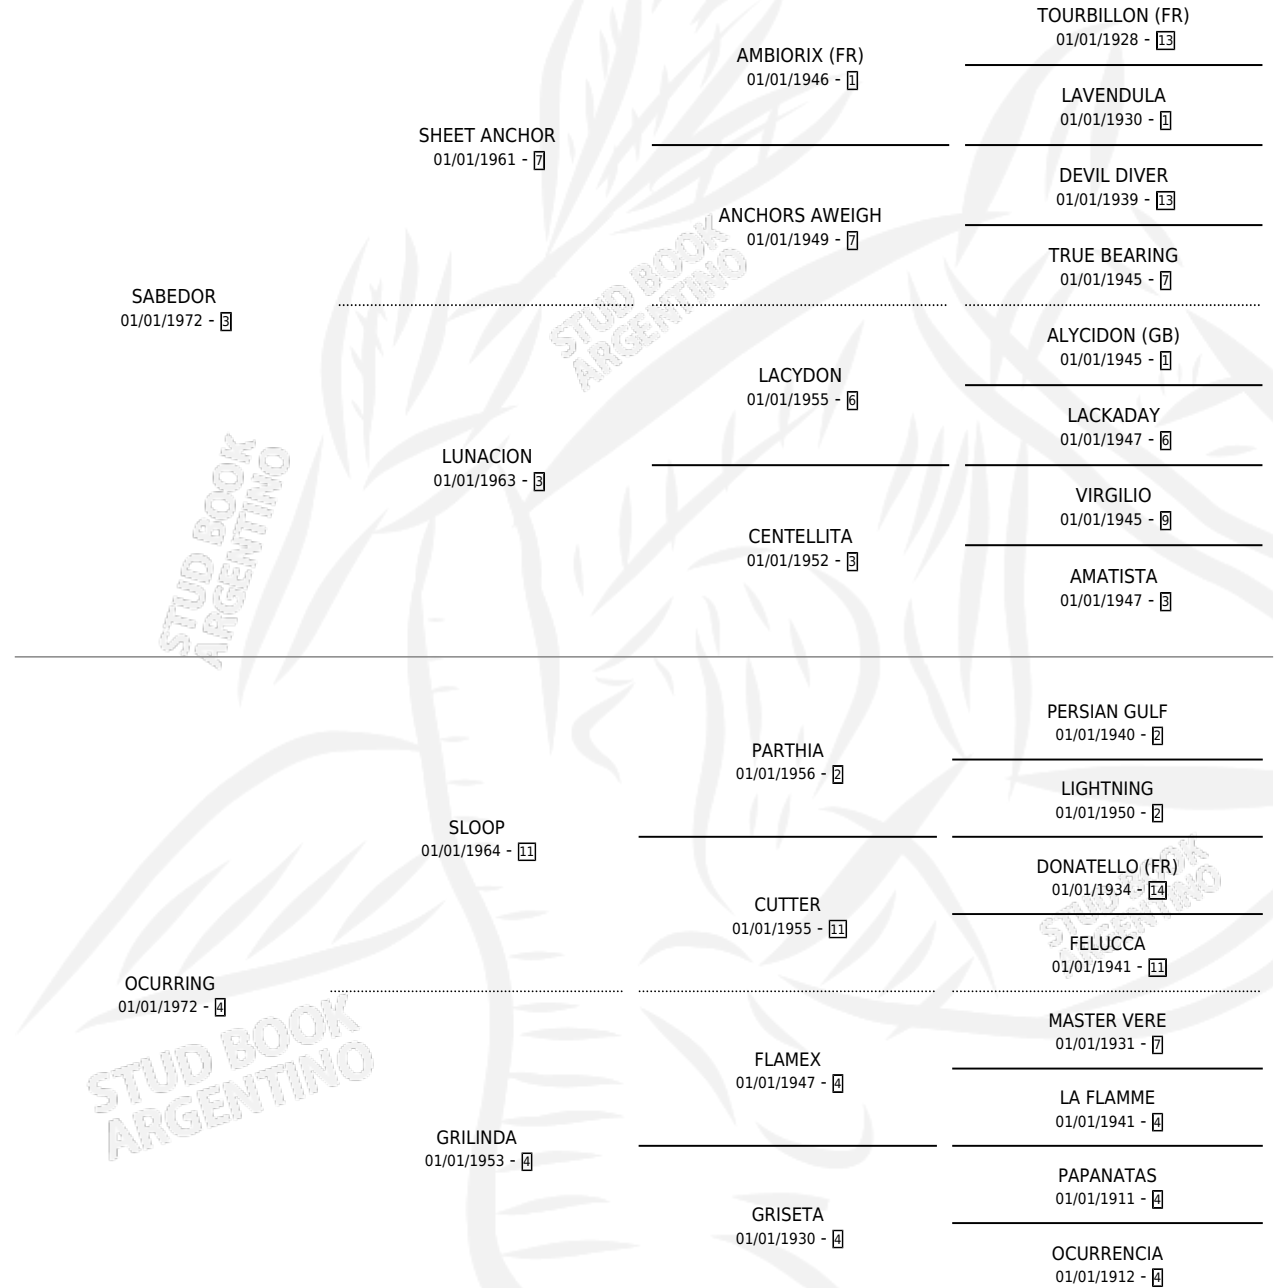 TOURBILLON (FR)
01/01/1928 - 13
AMBIORIX (FR)
01/01/1946 - 1
LAVENDULA
01/01/1930 - 1
SHEET ANCHOR
01/01/1961 - 7
DEVIL DIVER
01/01/1939 - 13
ANCHORS AWEIGH
01/01/1949 - 7
TRUE BEARING
01/01/1945 - 7
SABEDOR
01/01/1972 - 3
STUD BOOK
ARGENTINO
ALYCIDON (GB)
01/01/1945 - 1
LACYDON
01/01/1955 - 6
LACKADAY
01/01/1947 - 6
LUNACION
01/01/1963 - 3
VIRGILIO
01/01/1945 - 9
CENTELLITA
01/01/1952 - 3
AMATISTA
01/01/1947 - 3
STUD BOOK
ARGENTINO
PERSIAN GULF
01/01/1940 - 2
PARTHIA
01/01/1956 - 2
LIGHTNING
01/01/1950 - 2
SLOOP
01/01/1964 - 11
DONATELLO (FR)
01/01/1934 - 14
CUTTER
01/01/1955 - 11
STUD BOOK
ARGENTINO
FELUCCA
01/01/1941 - 11
OCURRING
01/01/1972 - 4
MASTER VERE
01/01/1931 - 7
FLAMEX
01/01/1947 - 4
STUD BOOK
ARGENTINO
LA FLAMME
01/01/1941 - 4
GRILINDA
01/01/1953 - 4
PAPANATAS
01/01/1911 - 4
GRISETA
01/01/1930 - 4
OCURRENCIA
01/01/1912 - 4